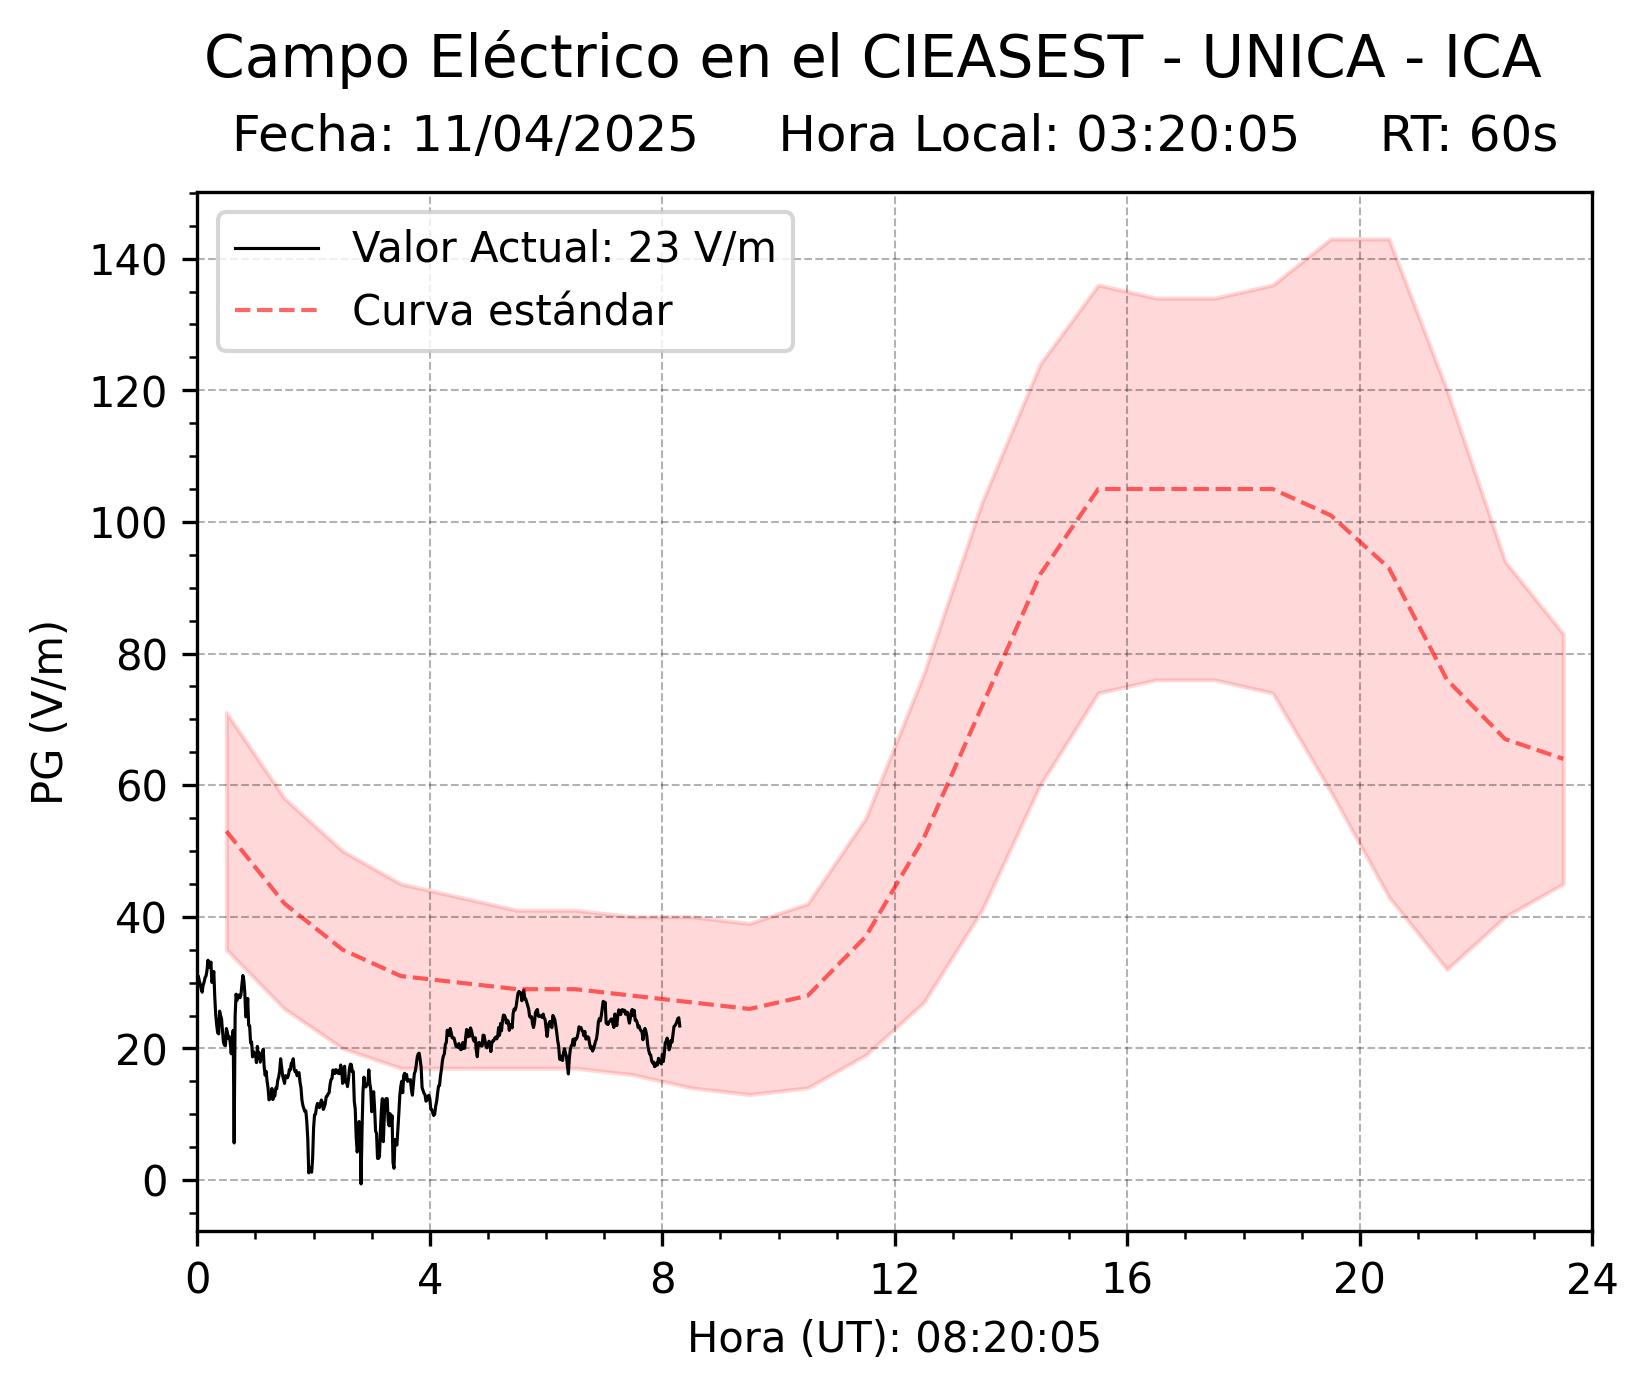 Campo Eléctrico en el CIEASEST - UNICA - ICA
Fecha: 11/04/2025 Hora Local: 03:20:05 RT: 60s
Valor Actual: 23 V/m
Curva estándar
140
120
100
80
60
40
20
0
PG (V/m)
0 4 8 12 16 20 24
Hora (UT): 08:20:05